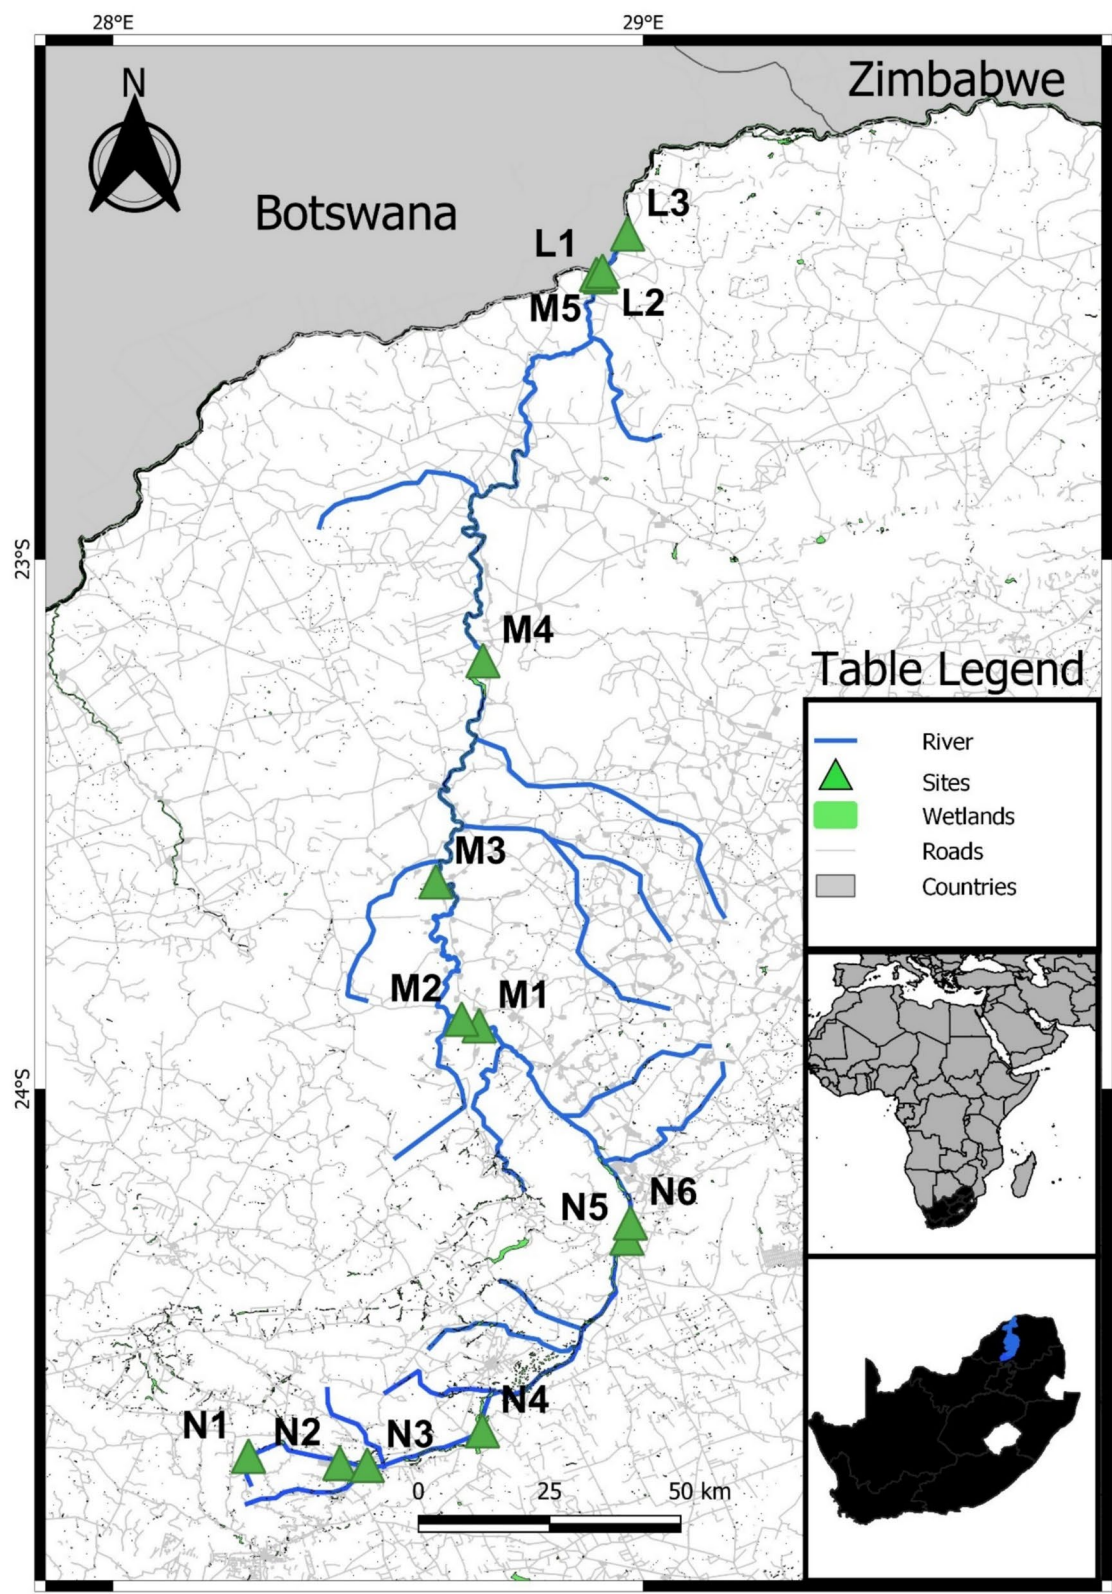 28°E
29°E
Zimbabwe
N
Botswana
L3
L1
M5
L2
23°S
M4
Table Legend
River
Sites
Wetlands
Roads
Countries
M3
M2
M1
24°S
N6
N5
N4
N1
N2
N3
0 25 50 km